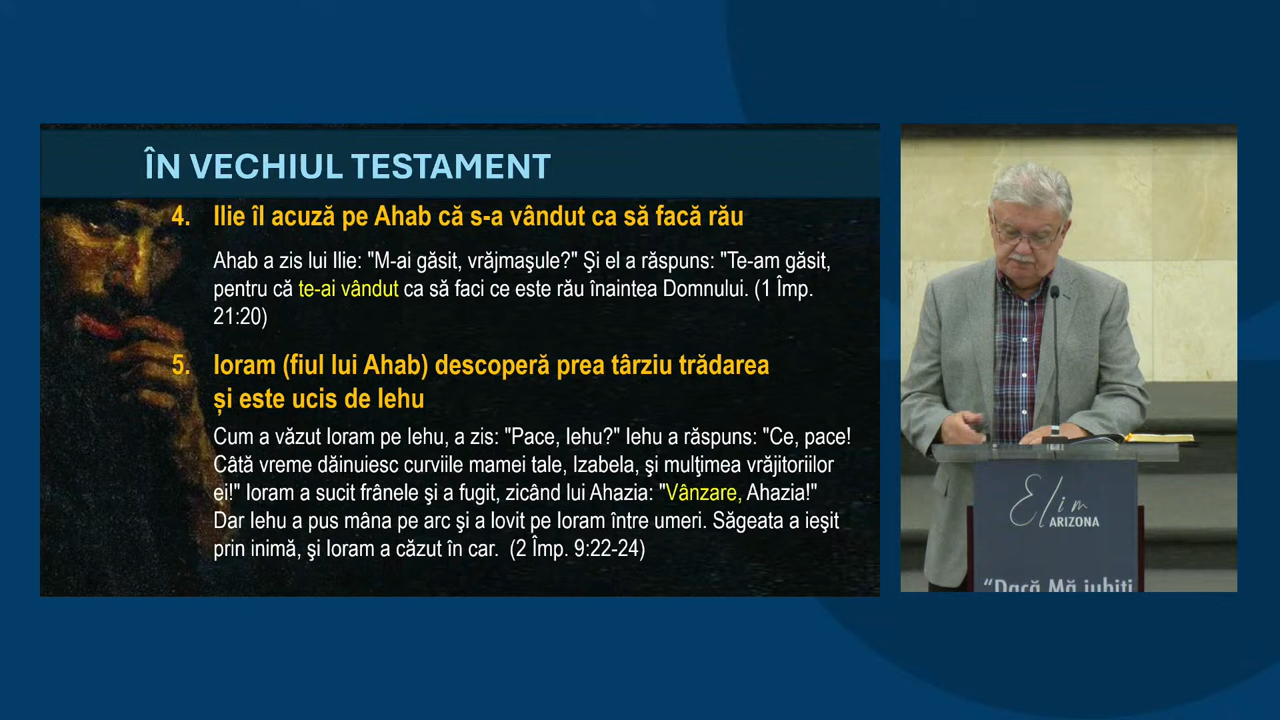 ÎN VECHIUL TESTAMENT
4. Ilie îl acuză pe Ahab că s-a vândut ca să facă rău
Ahab a zis lui Ilie: "M-ai găsit, vrăjmaşule?" Şi el a răspuns: "Te-am găsit,
pentru că te-ai vândut ca să faci ce este rău înaintea Domnului. (1 Împ.
21:20)
5. Ioram (fiul lui Ahab) descoperă prea târziu trădarea
și este ucis de Iehu
Cum a văzut Ioram pe Iehu, a zis: "Pace, Iehu?" Iehu a răspuns: "Ce, pace!
Câtă vreme dăinuiesc curviile mamei tale, Izabela, şi mulţimea vrăjitoriilor
ei!" Ioram a sucit frânele şi a fugit, zicând lui Ahazia: "Vânzare, Ahazia!"
Dar Iehu a pus mâna pe arc şi a lovit pe Ioram între umeri. Săgeata a ieşit
prin inimă, şi Ioram a căzut în car. (2 Împ. 9:22-24)
Elim
ARIZONA
“Dacă Mă iubiți